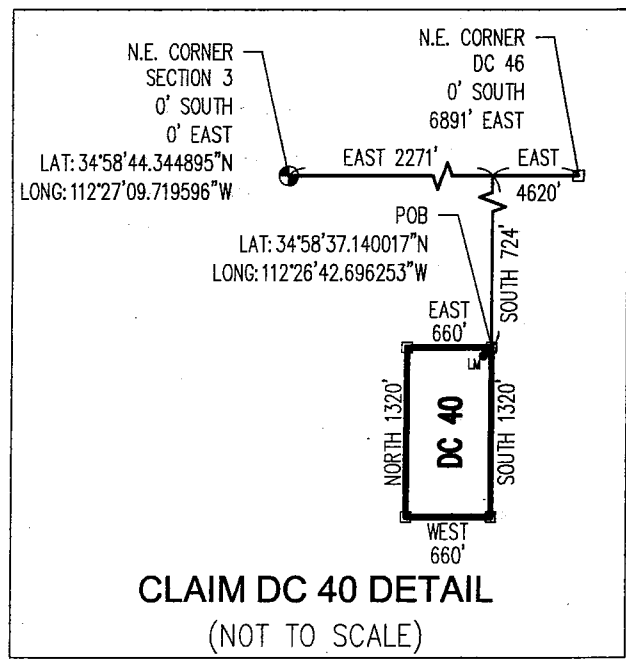 N.E. CORNER
SECTION 3
0' SOUTH
0' EAST
LAT: 34°58'44.344895"N
LONG: 112°27'09.719596"W
N.E. CORNER
DC 46
0' SOUTH
6891' EAST
EAST 2271'
EAST
4620'
POB
LAT: 34°58'37.140017"N
LONG: 112°26'42.696253"W
SOUTH 724'
EAST
660'
LM
NORTH 1320'
DC 40
SOUTH 1320'
WEST
660'
CLAIM DC 40 DETAIL
(NOT TO SCALE)